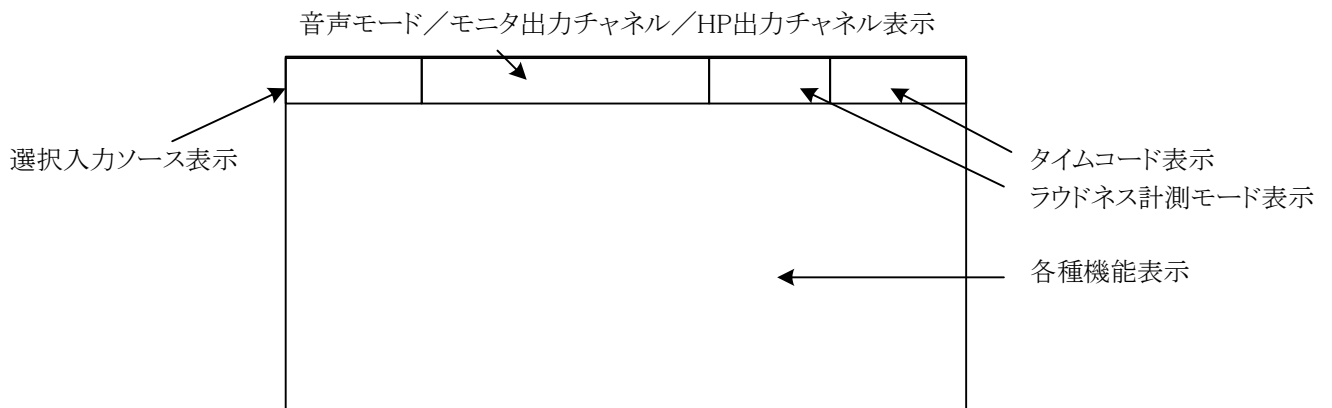 音声モード／モニタ出力チャネル／HP出力チャネル表示
選択入力ソース表示
タイムコード表示
ラウドネス計測モード表示
各種機能表示